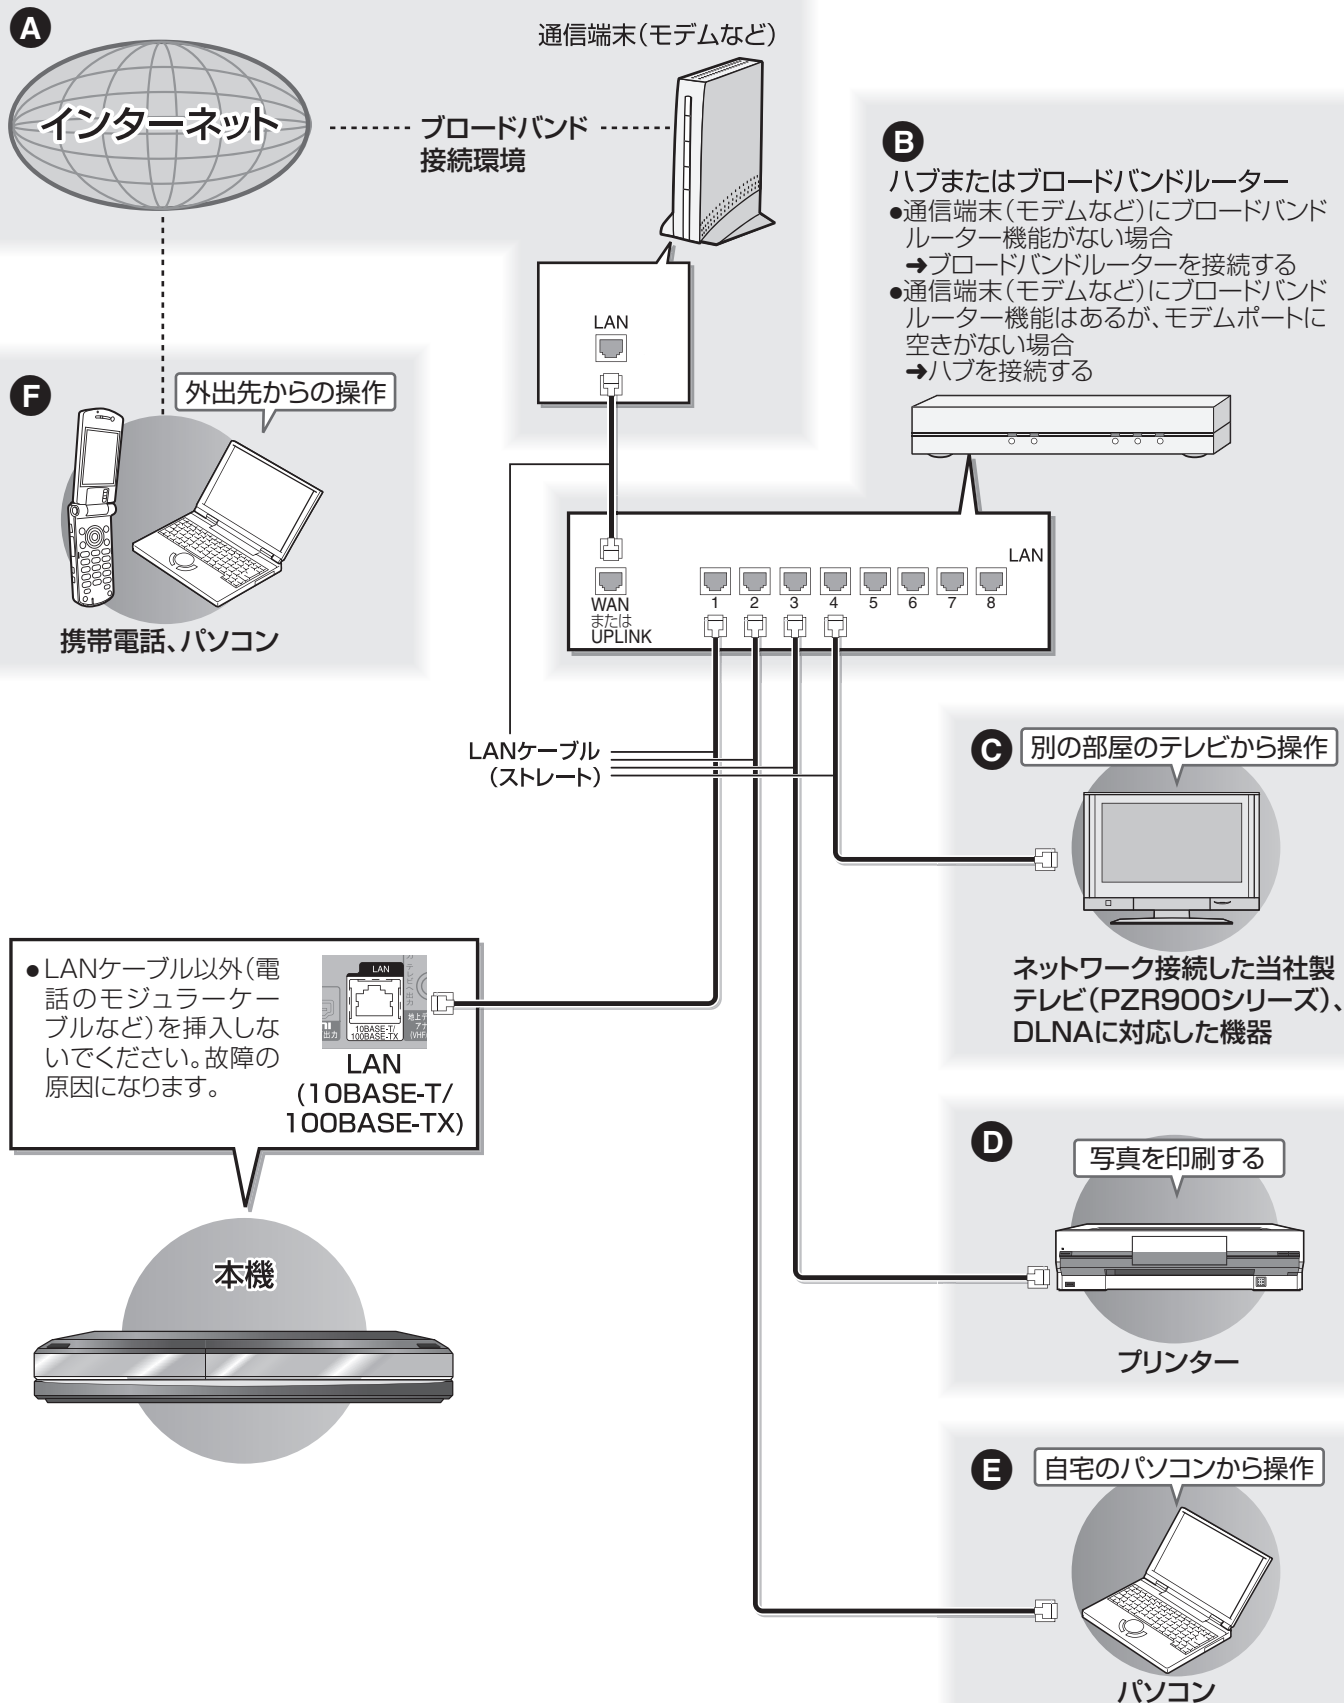 A
インターネット
ブロードバンド
接続環境
通信端末(モデムなど)
LAN
B
ハブまたはブロードバンドルーター
●通信端末(モデムなど)にブロードバンド
ルーター機能がない場合
➜ブロードバンドルーターを接続する
●通信端末(モデムなど)にブロードバンド
ルーター機能はあるが、モデムポートに
空きがない場合
➜ハブを接続する
F
外出先からの操作
携帯電話、パソコン
LAN
WAN
または
UPLINK
1 2 3 4 5 6 7 8
LANケーブル
(ストレート)
C
別の部屋のテレビから操作
ネットワーク接続した当社製
テレビ(PZR900シリーズ)、
DLNAに対応した機器
●LANケーブル以外(電
話のモジュラーケー
ブルなど)を挿入しな
いでください。故障の
原因になります。
LAN
10BASE-T/
100BASE-TX
LAN
(10BASE-T/
100BASE-TX)
本機
D
写真を印刷する
プリンター
E
自宅のパソコンから操作
パソコン